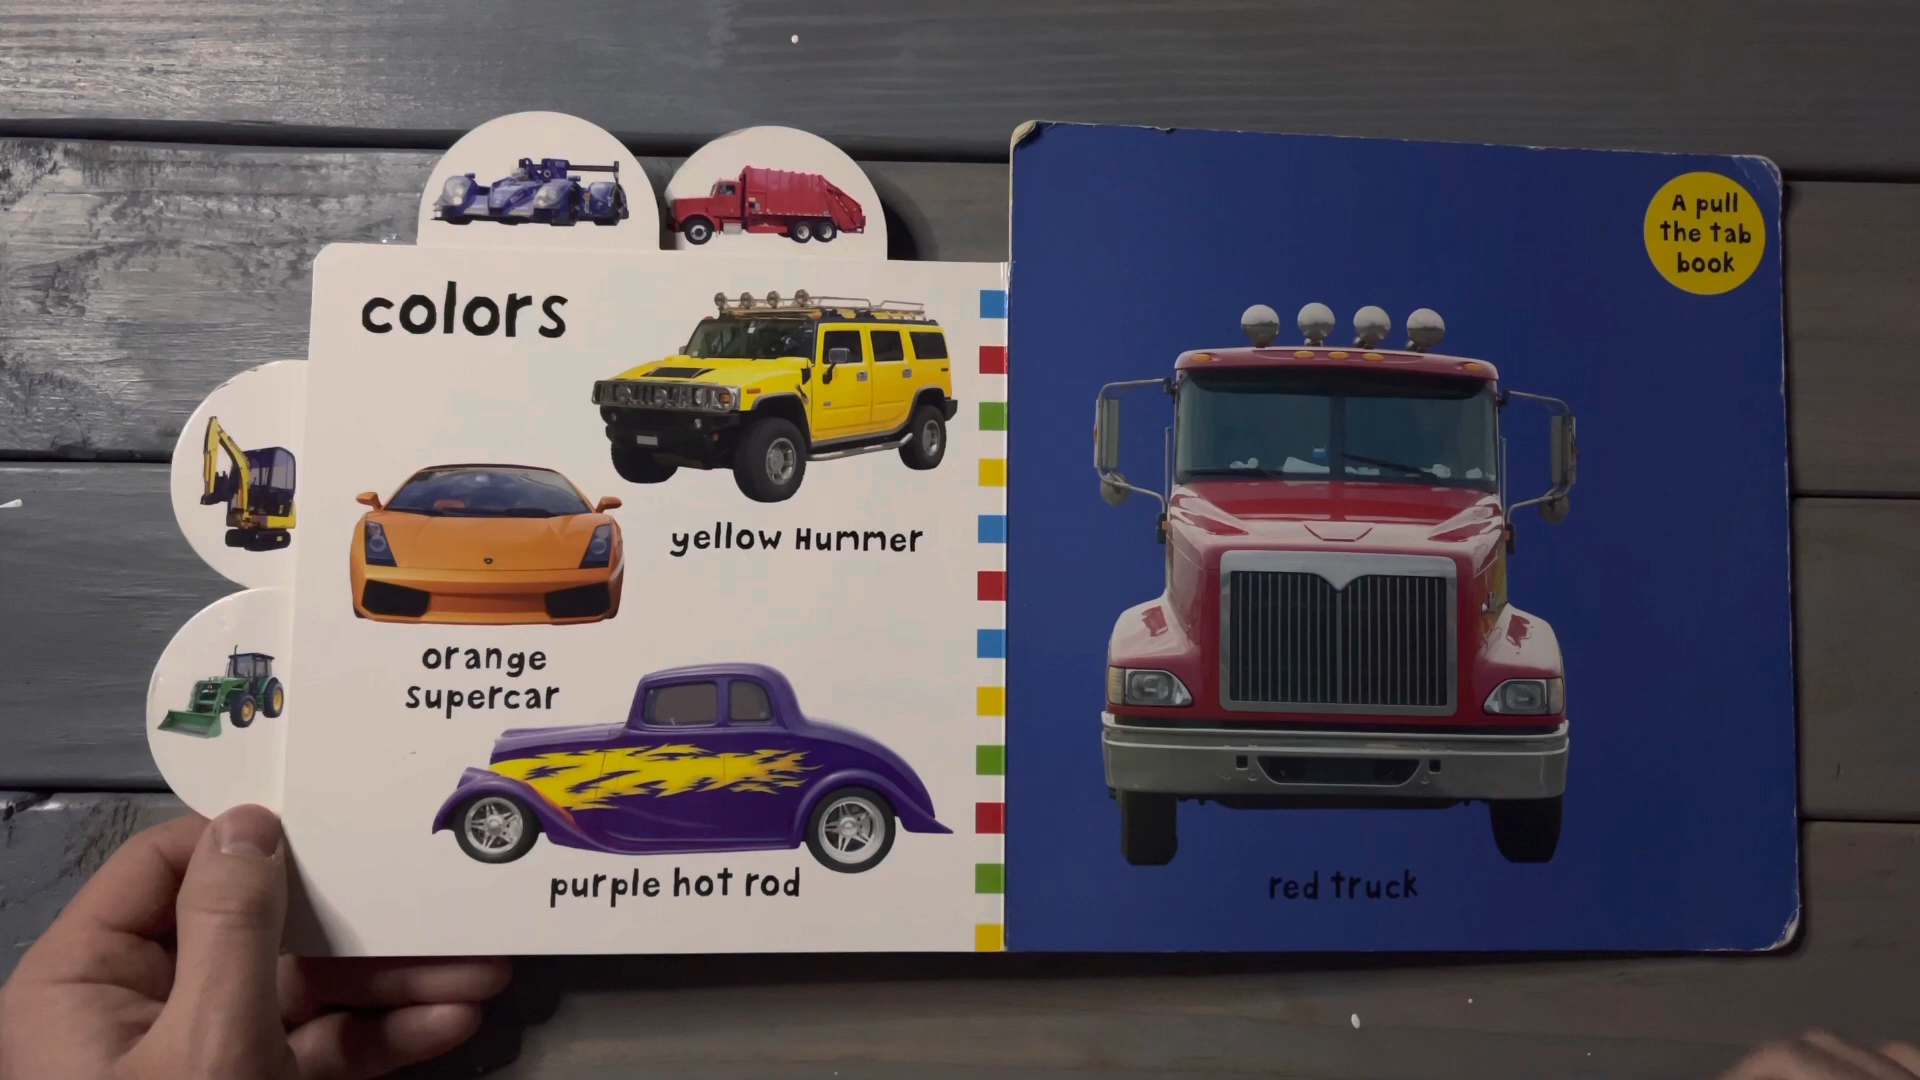 colors
yellow Hummer
orange
supercar
purple hot rod
A pull
the tab
book
red truck